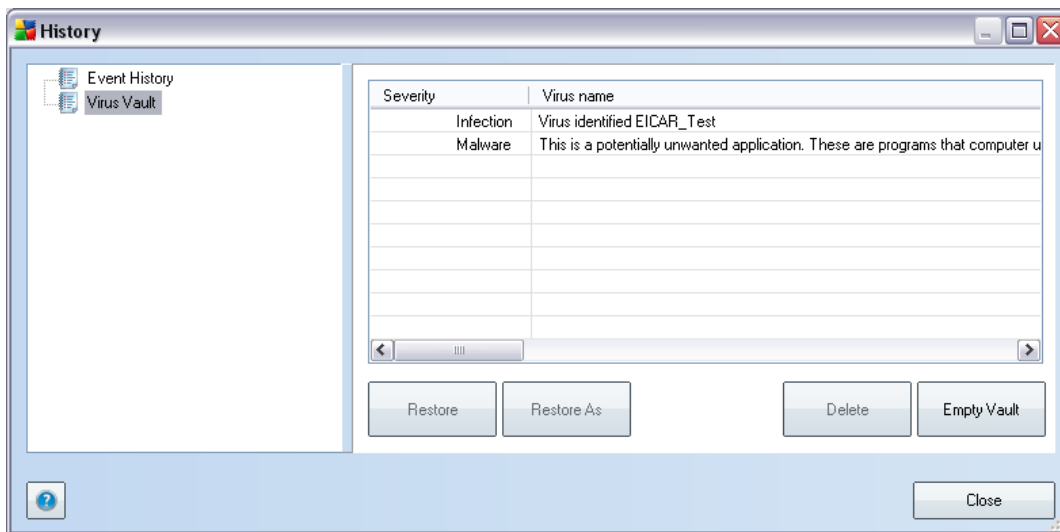 History
Event History
Virus Vault
Severity Virus name
Infection Virus identified EICAR_Test
Malware This is a potentially unwanted application. These are programs that computer u
Restore Restore As Delete Empty Vault
?
Close